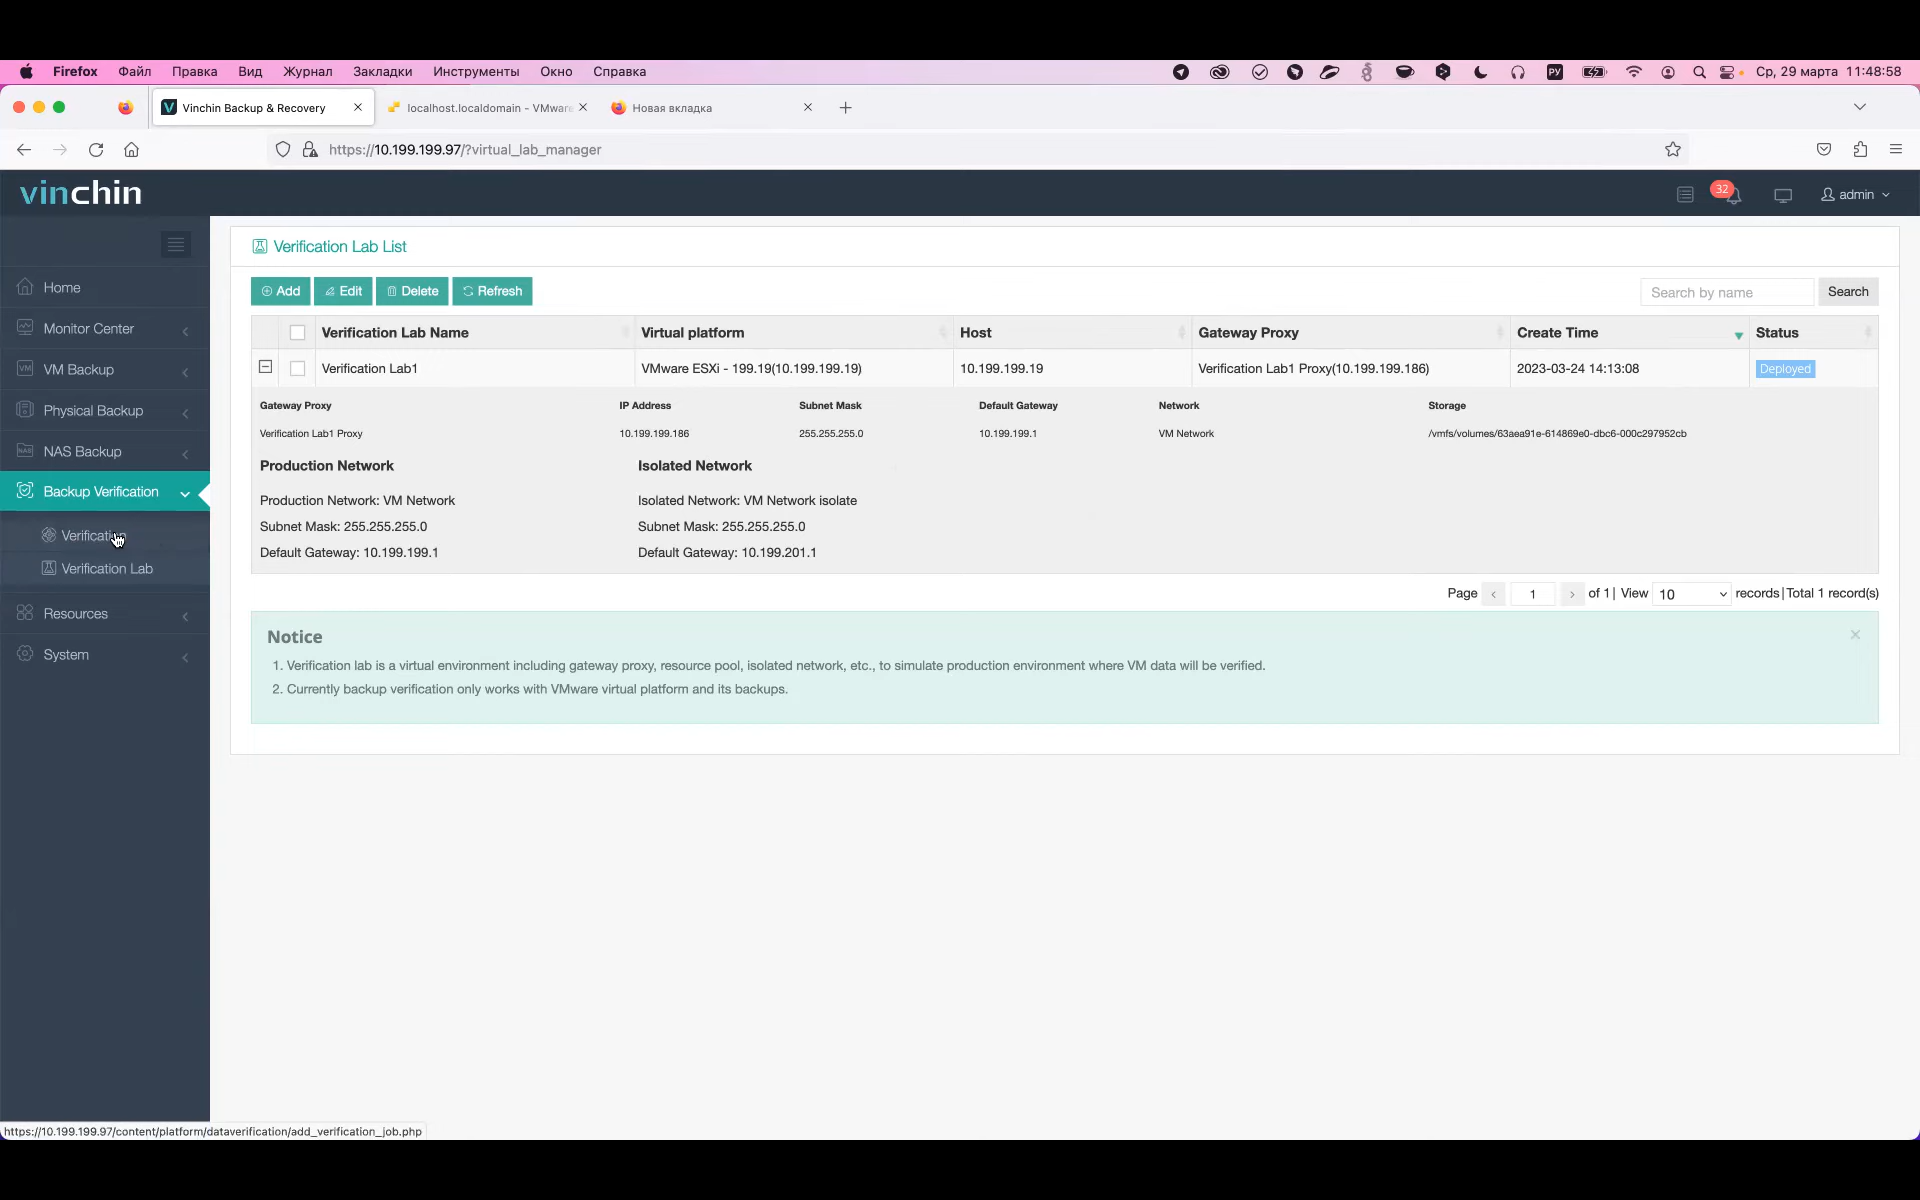 Firefox Файл Правка Вид Журнал Закладки Инструменты Окно Справка РУ Ср, 29 марта 11:48:58
Vinchin Backup & Recovery localhost.localdomain - VMware Новая вкладка
https://10.199.199.97/?virtual_lab_manager
vinchin 32 admin
Home
Monitor Center
VM Backup
Physical Backup
NAS Backup
Backup Verification
Verification
Verification Lab
Resources
System
Verification Lab List
Add Edit Delete Refresh Search by name Search
Verification Lab Name Virtual platform Host Gateway Proxy Create Time Status
Verification Lab1 VMware ESXi - 199.19(10.199.199.19) 10.199.199.19 Verification Lab1 Proxy(10.199.199.186) 2023-03-24 14:13:08 Deployed
Gateway Proxy IP Address Subnet Mask Default Gateway Network Storage
Verification Lab1 Proxy 10.199.199.186 255.255.255.0 10.199.199.1 VM Network /vmfs/volumes/63aea91e-614869e0-dbc6-000c297952cb
Production Network Isolated Network
Production Network: VM Network Isolated Network: VM Network isolate
Subnet Mask: 255.255.255.0 Subnet Mask: 255.255.255.0
Default Gateway: 10.199.199.1 Default Gateway: 10.199.201.1
Page 1 of 1 | View 10 records | Total 1 record(s)
Notice
1. Verification lab is a virtual environment including gateway proxy, resource pool, isolated network, etc., to simulate production environment where VM data will be verified.
2. Currently backup verification only works with VMware virtual platform and its backups.
https://10.199.199.97/content/platform/dataverification/add_verification_job.php